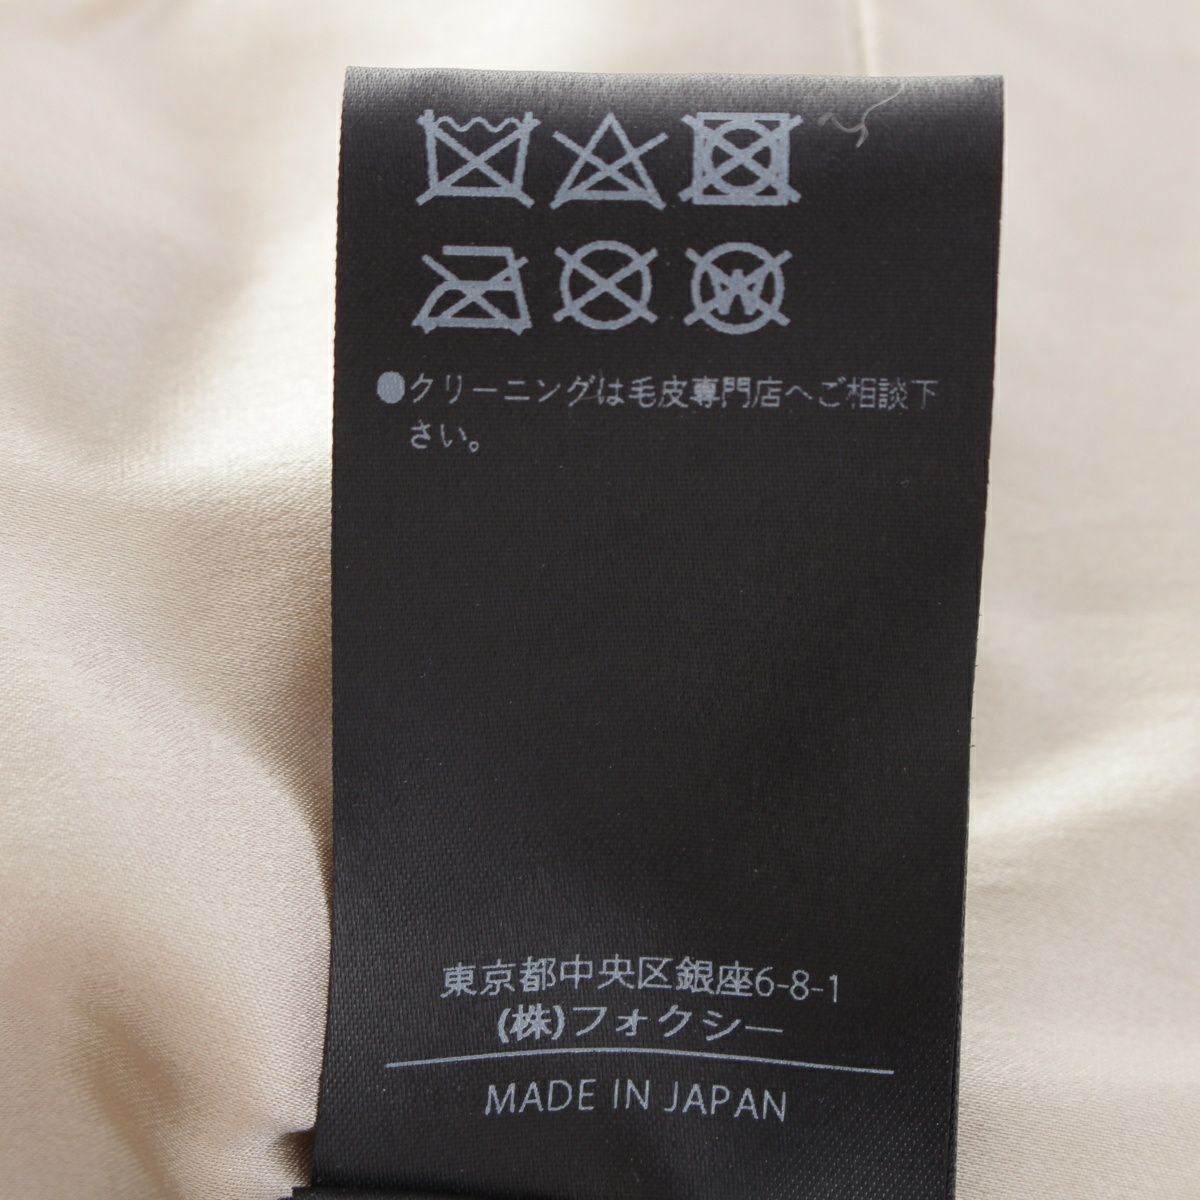 ●クリーニングは毛皮専門店へご相談下
さい。
東京都中央区銀座6-8-1
(株)フォクシー
MADE IN JAPAN